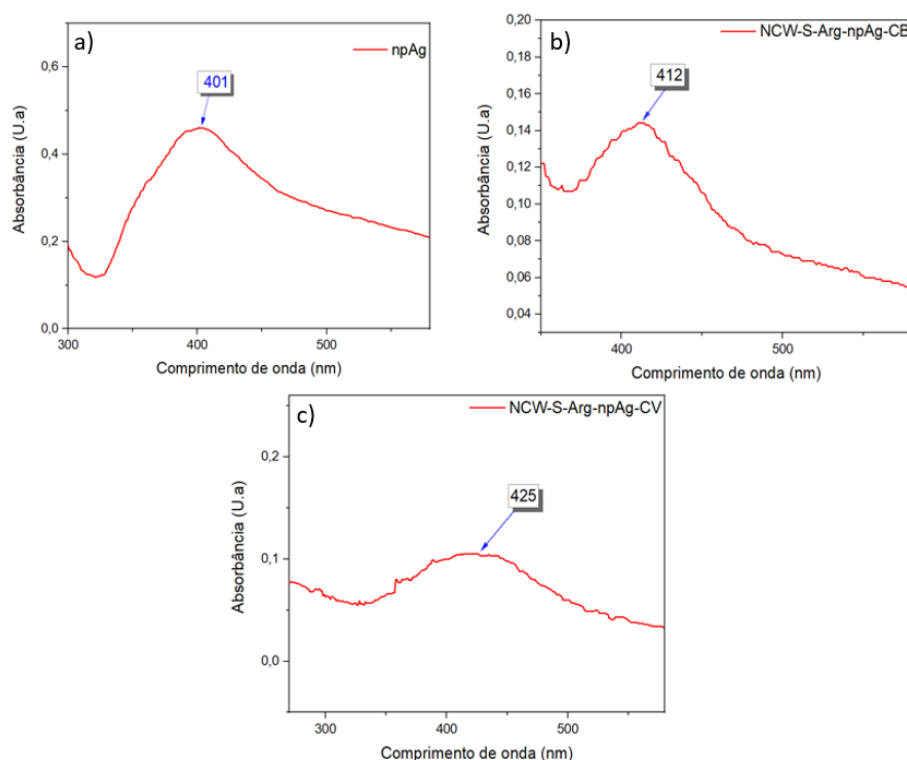 a)
npAg
401
0,6
0,4
0,2
0,0
Absorbância (U.a)
300
400
500
Comprimento de onda (nm)
b)
NCW-S-Arg-npAg-CB
412
0,20
0,18
0,16
0,14
0,12
0,10
0,08
0,06
0,04
Absorbância (U.a)
400
500
Comprimento de onda (nm)
c)
NCW-S-Arg-npAg-CV
425
0,2
0,1
0,0
Absorbância (U.a)
300
400
500
Comprimento de onda (nm)